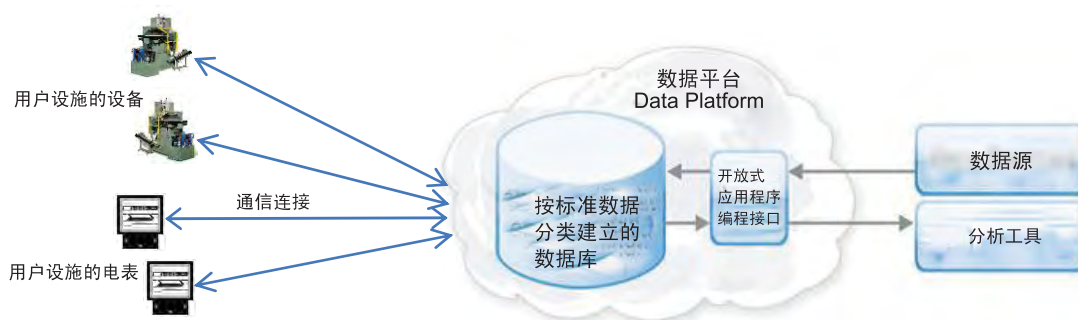 用户设施的设备
通信连接
用户设施的电表
数据平台
Data Platform
按标准数据
分类建立的
数据库
开放式
应用程序
编程接口
数据源
分析工具